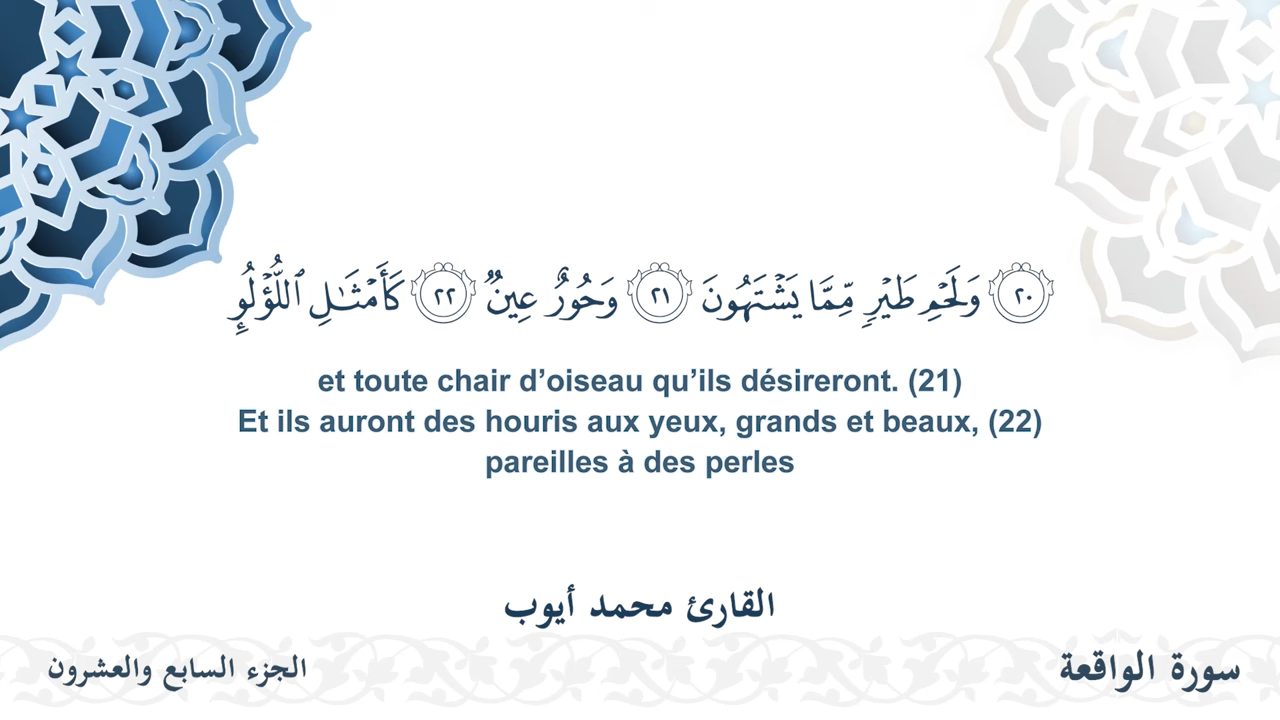 ٢٠ وَلَحْمِ طَيْرٍ مِّمَّا يَشْتَهُونَ ٢١ وَحُورٌ عِينٌ ٢٢ كَأَمْثَـٰلِ ٱللُّؤْلُوِٕ
et toute chair d’oiseau qu’ils désireront. (21)
Et ils auront des houris aux yeux, grands et beaux, (22)
pareilles à des perles
القارئ محمد أيوب
سورة الواقعة
الجزء السابع والعشرون